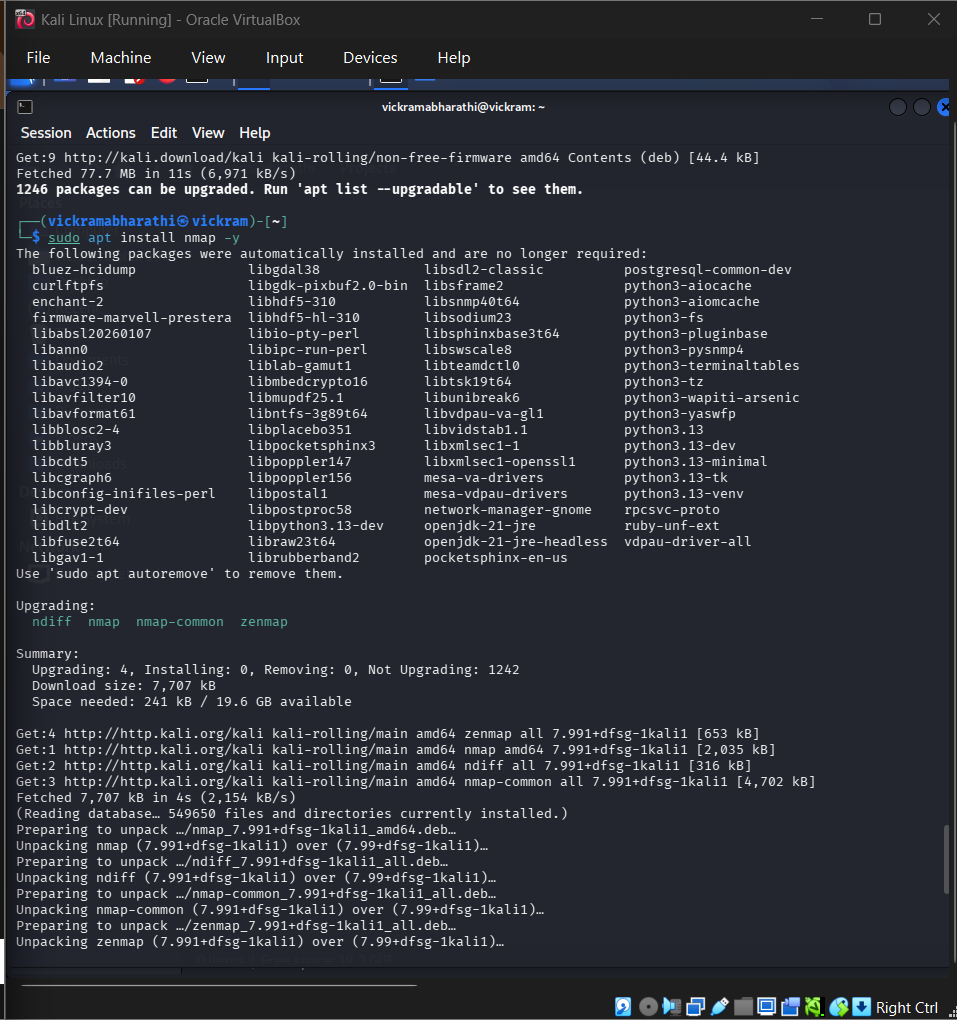 Kali Linux [Running] - Oracle VirtualBox
File Machine View Input Devices Help
vickramabharathi@vickram: ~
Session Actions Edit View Help
Get:9 http://kali.download/kali kali-rolling/non-free-firmware amd64 Contents (deb) [44.4 kB]
Fetched 77.7 MB in 11s (6,971 kB/s)
1246 packages can be upgraded. Run 'apt list --upgradable' to see them.
┌──(vickramabharathi㉿vickram)-[~]
└─$ sudo apt install nmap -y
The following packages were automatically installed and are no longer required:
bluez-hcidump libgdal38 libsdl2-classic postgresql-common-dev
curlftpfs libgdk-pixbuf2.0-bin libsframe2 python3-aiocache
enchant-2 libhdf5-310 libsnmp40t64 python3-aiomcache
firmware-marvell-prestera libhdf5-hl-310 libsodium23 python3-fs
libabsl20260107 libio-pty-perl libsphinxbase3t64 python3-pluginbase
libann0 libipc-run-perl libswscale8 python3-pysnmp4
libaudio2 liblab-gamut1 libteamdctl0 python3-terminaltables
libavc1394-0 libmbedcrypto16 libtsk19t64 python3-tz
libavfilter10 libmupdf25.1 libunibreak6 python3-wapiti-arsenic
libavformat61 libntfs-3g89t64 libvdpau-va-gl1 python3-yaswfp
libblosc2-4 libplacebo351 libvidstab1.1 python3.13
libbluray3 libpocketsphinx3 libxmlsec1-1 python3.13-dev
libcdt5 libpoppler147 libxmlsec1-openssl1 python3.13-minimal
libcgraph6 libpoppler156 mesa-va-drivers python3.13-tk
libconfig-inifiles-perl libpostal1 mesa-vdpau-drivers python3.13-venv
libcrypt-dev libpostproc58 network-manager-gnome rpcsvc-proto
libdlt2 libpython3.13-dev openjdk-21-jre ruby-unf-ext
libfuse2t64 libraw23t64 openjdk-21-jre-headless vdpau-driver-all
libgav1-1 librubberband2 pocketsphinx-en-us
Use 'sudo apt autoremove' to remove them.
Upgrading:
ndiff nmap nmap-common zenmap
Summary:
Upgrading: 4, Installing: 0, Removing: 0, Not Upgrading: 1242
Download size: 7,707 kB
Space needed: 241 kB / 19.6 GB available
Get:4 http://http.kali.org/kali kali-rolling/main amd64 zenmap all 7.991+dfsg-1kali1 [653 kB]
Get:1 http://http.kali.org/kali kali-rolling/main amd64 nmap amd64 7.991+dfsg-1kali1 [2,035 kB]
Get:2 http://http.kali.org/kali kali-rolling/main amd64 ndiff all 7.991+dfsg-1kali1 [316 kB]
Get:3 http://http.kali.org/kali kali-rolling/main amd64 nmap-common all 7.991+dfsg-1kali1 [4,702 kB]
Fetched 7,707 kB in 4s (2,154 kB/s)
(Reading database… 549650 files and directories currently installed.)
Preparing to unpack …/nmap_7.991+dfsg-1kali1_amd64.deb…
Unpacking nmap (7.991+dfsg-1kali1) over (7.99+dfsg-1kali1)…
Preparing to unpack …/ndiff_7.991+dfsg-1kali1_all.deb…
Unpacking ndiff (7.991+dfsg-1kali1) over (7.99+dfsg-1kali1)…
Preparing to unpack …/nmap-common_7.991+dfsg-1kali1_all.deb…
Unpacking nmap-common (7.991+dfsg-1kali1) over (7.99+dfsg-1kali1)…
Preparing to unpack …/zenmap_7.991+dfsg-1kali1_all.deb…
Unpacking zenmap (7.991+dfsg-1kali1) over (7.99+dfsg-1kali1)…
Right Ctrl